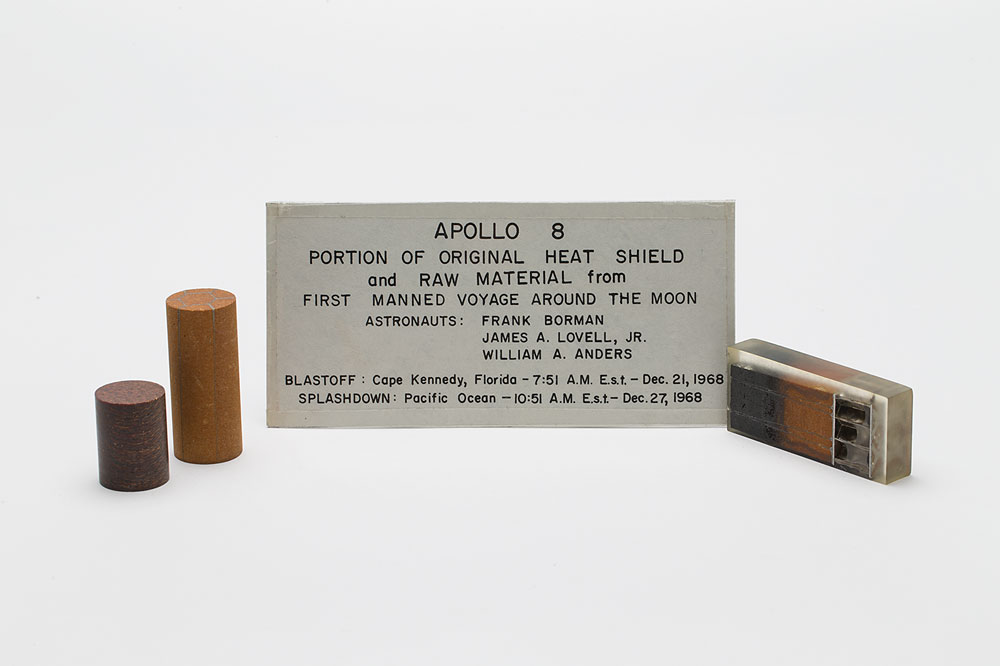 APOLLO 8
PORTION OF ORIGINAL HEAT SHIELD
and RAW MATERIAL from
FIRST MANNED VOYAGE AROUND THE MOON
ASTRONAUTS: FRANK BORMAN
JAMES A. LOVELL, JR.
WILLIAM A. ANDERS
BLASTOFF : Cape Kennedy, Florida - 7:51 A.M. E.s.t. - Dec. 21, 1968
SPLASHDOWN: Pacific Ocean - 10:51 A.M. E.s.t. - Dec. 27, 1968